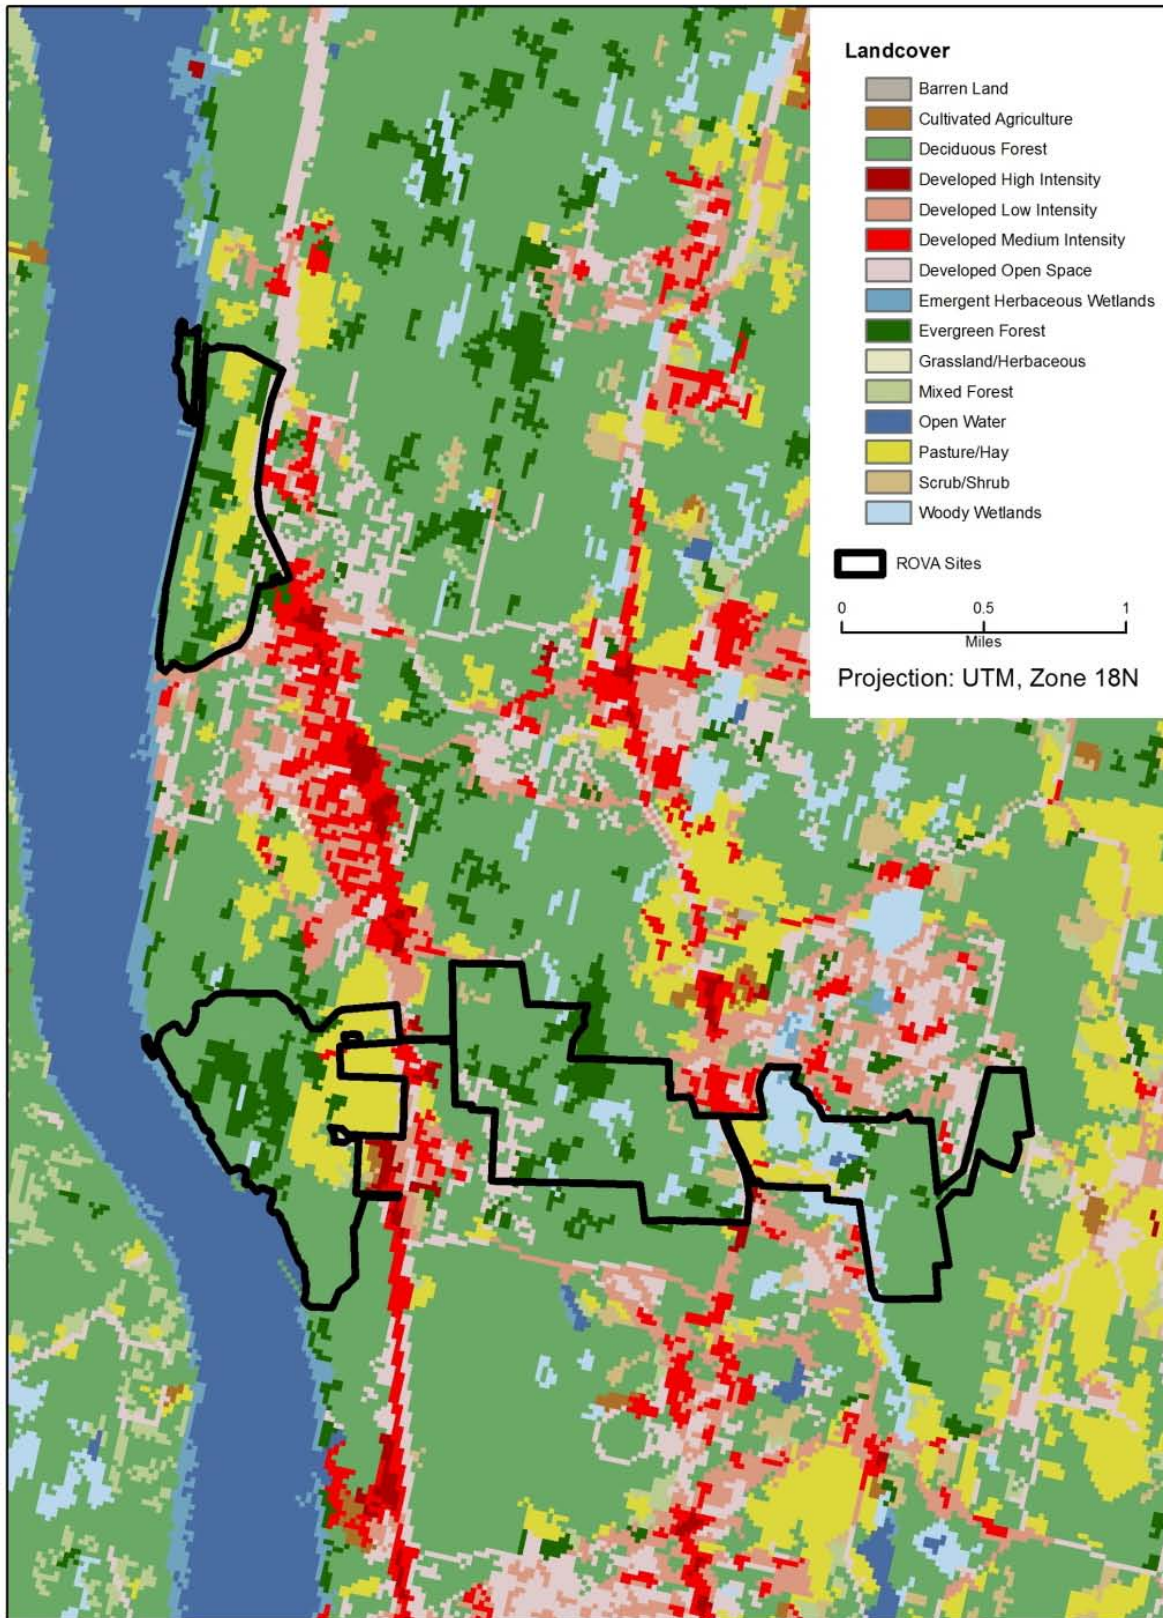 Landcover
Barren Land
Cultivated Agriculture
Deciduous Forest
Developed High Intensity
Developed Low Intensity
Developed Medium Intensity
Developed Open Space
Emergent Herbaceous Wetlands
Evergreen Forest
Grassland/Herbaceous
Mixed Forest
Open Water
Pasture/Hay
Scrub/Shrub
Woody Wetlands
ROVA Sites
0 0.5 1
Miles
Projection: UTM, Zone 18N